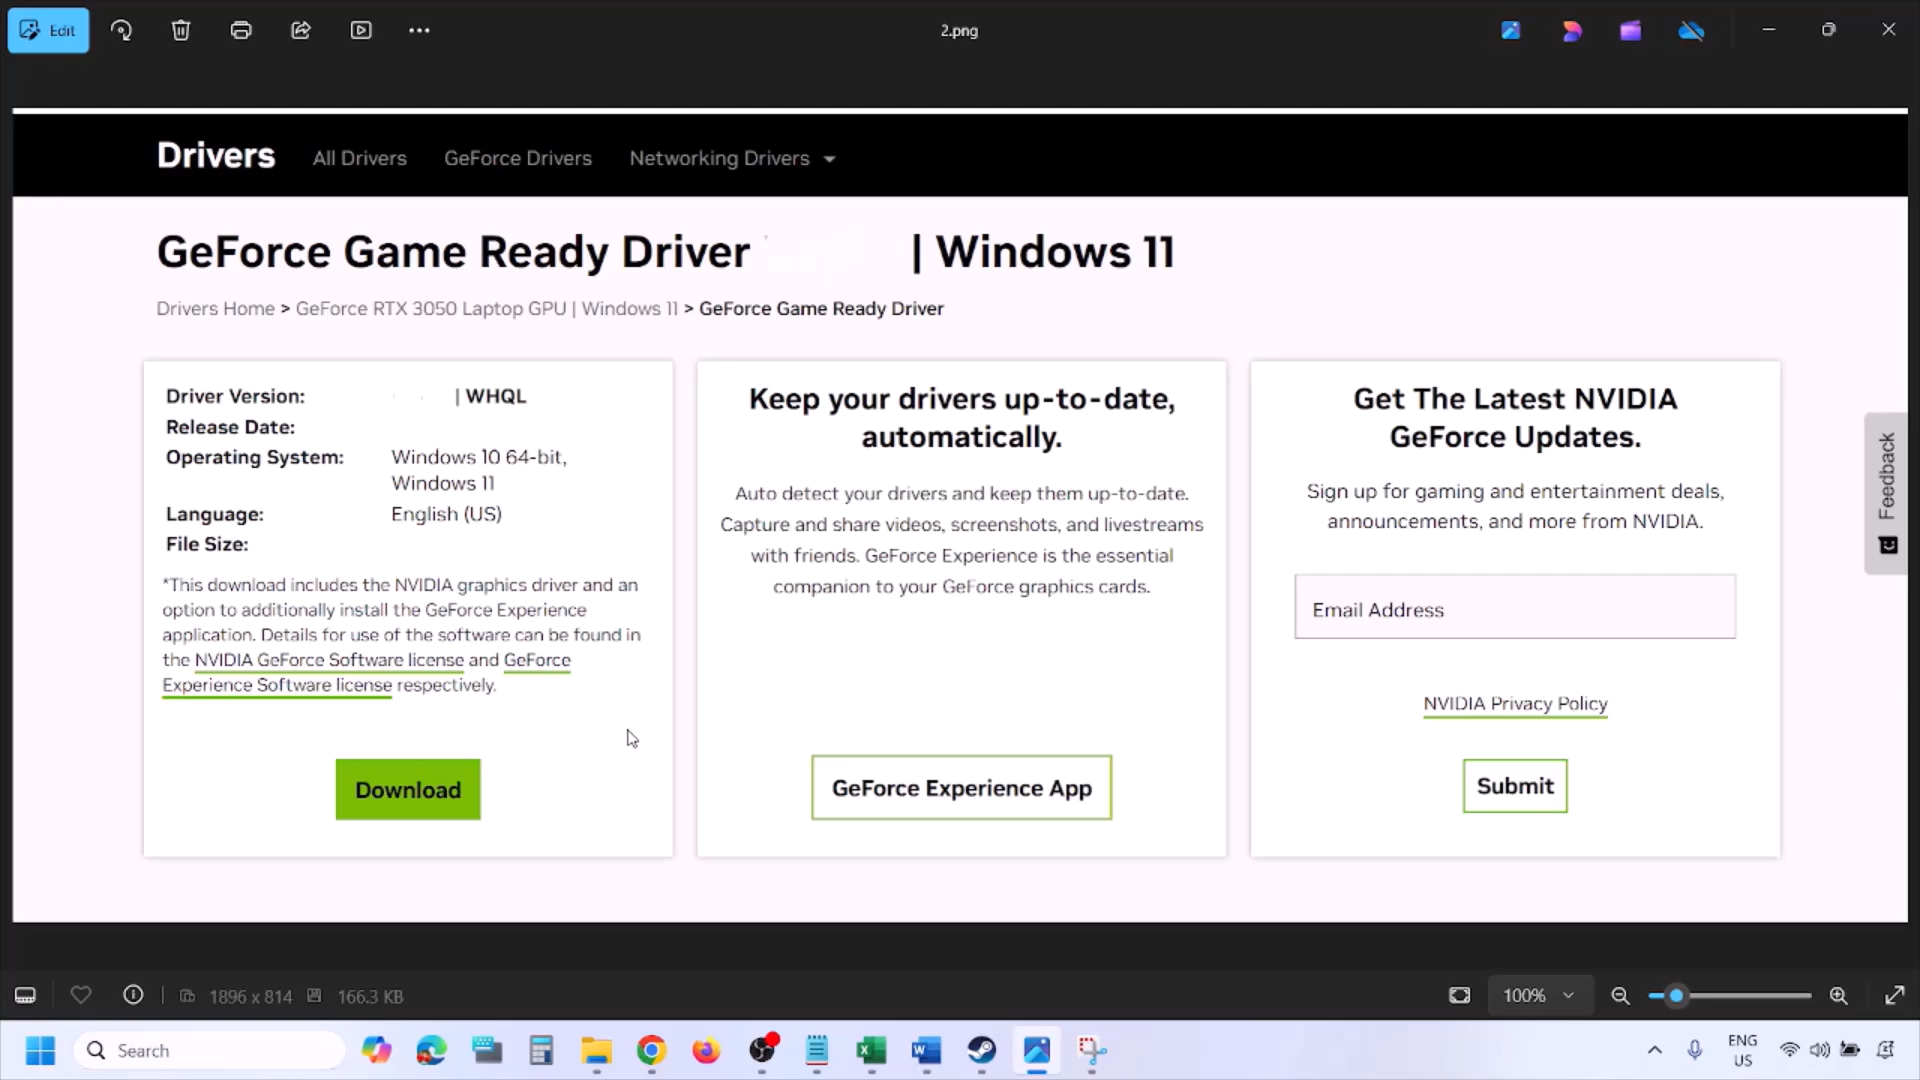 Edit
2.png
Drivers All Drivers GeForce Drivers Networking Drivers
GeForce Game Ready Driver | Windows 11
Drivers Home > GeForce RTX 3050 Laptop GPU | Windows 11 > GeForce Game Ready Driver
Driver Version: | WHQL
Release Date:
Operating System: Windows 10 64-bit,
Windows 11
Language: English (US)
File Size:
*This download includes the NVIDIA graphics driver and an
option to additionally install the GeForce Experience
application. Details for use of the software can be found in
the NVIDIA GeForce Software license and GeForce
Experience Software license respectively.
Download
Keep your drivers up-to-date,
automatically.
Auto detect your drivers and keep them up-to-date.
Capture and share videos, screenshots, and livestreams
with friends. GeForce Experience is the essential
companion to your GeForce graphics cards.
GeForce Experience App
Get The Latest NVIDIA
GeForce Updates.
Sign up for gaming and entertainment deals,
announcements, and more from NVIDIA.
Email Address
NVIDIA Privacy Policy
Submit
Feedback
1896 x 814 166.3 KB
100%
Search
ENG
US